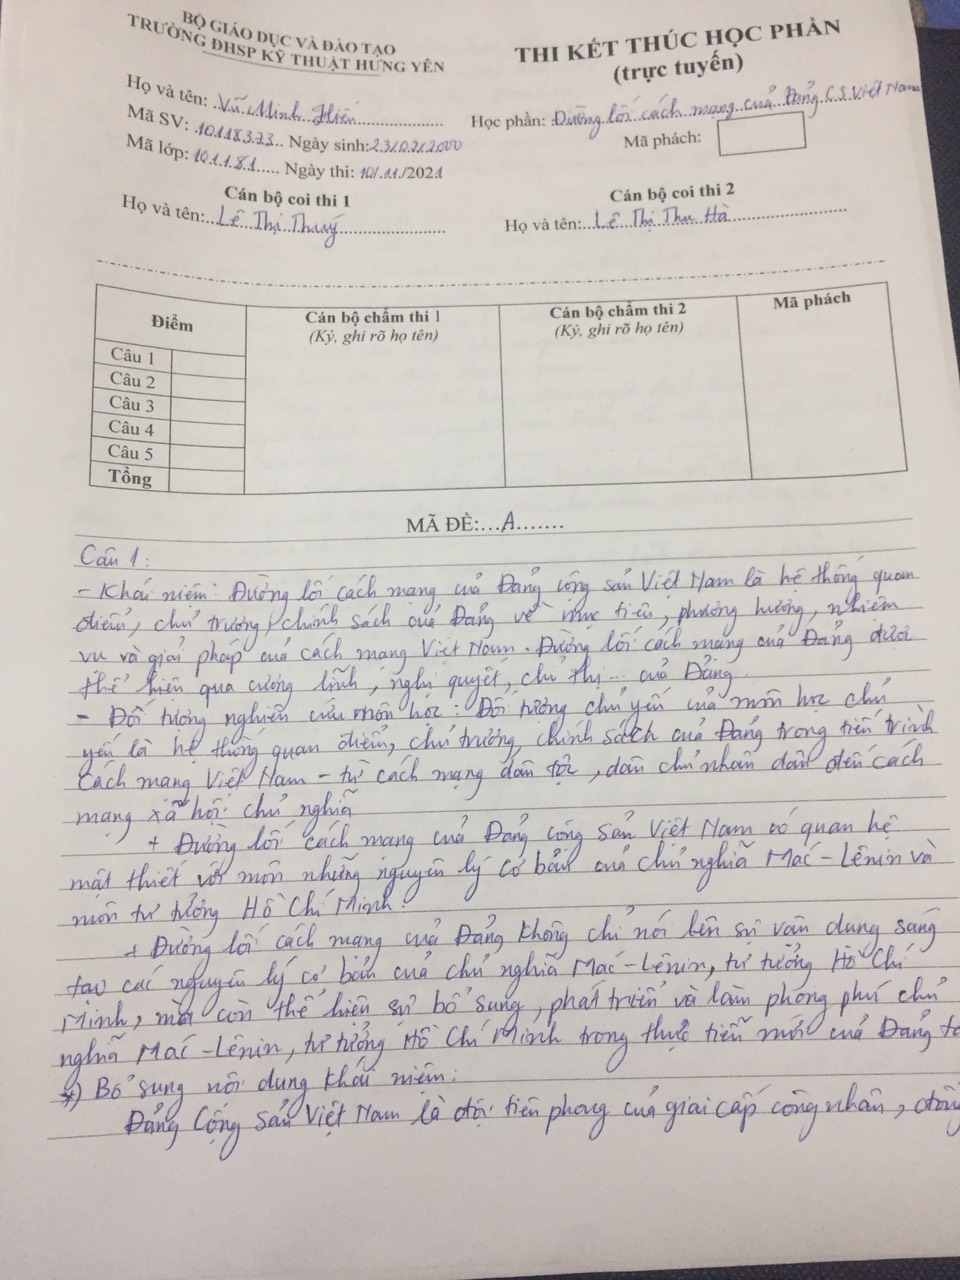 BỘ GIÁO DỤC VÀ ĐÀO TẠO
TRƯỜNG ĐHSP KỸ THUẬT HƯNG YÊN
THI KẾT THÚC HỌC PHẦN
(trực tuyến)
Họ và tên: Vũ Minh Hiến
Mã SV: 10118373 Ngày sinh: 23/02/2000
Mã lớp: 101181 Ngày thi: 10/11/2021
Học phần: Đường lối cách mạng của Đảng C.S Việt Nam
Mã phách:
Cán bộ coi thi 1
Họ và tên: Lê Thị Thuý
Cán bộ coi thi 2
Họ và tên: Lê Thị Thu Hà
Điểm
Cán bộ chấm thi 1
(Ký, ghi rõ họ tên)
Cán bộ chấm thi 2
(Ký, ghi rõ họ tên)
Mã phách
Câu 1
Câu 2
Câu 3
Câu 4
Câu 5
Tổng
MÃ ĐỀ:...A.......
Câu 1:
- Khái niệm: Đường lối cách mạng của Đảng cộng sản Việt Nam là hệ thống quan
điểm, chủ trương, chính sách của Đảng về mục tiêu, phương hướng, nhiệm
vụ và giải pháp của cách mạng Việt Nam. Đường lối cách mạng của Đảng được
thể hiện qua cương lĩnh, nghị quyết, chỉ thị ... của Đảng.
- Đối tượng nghiên cứu môn học: Đối tượng chủ yếu của môn học chủ
yếu là hệ thống quan điểm, chủ trương, chính sách của Đảng trong tiến trình
cách mạng Việt Nam - từ cách mạng dân tộc, dân chủ nhân dân đến cách
mạng xã hội chủ nghĩa
+ Đường lối cách mạng của Đảng cộng sản Việt Nam có quan hệ
mật thiết với môn những nguyên lý cơ bản của chủ nghĩa Mác-Lênin và
môn tư tưởng Hồ Chí Minh.
+ Đường lối cách mạng của Đảng không chỉ nói lên sự vận dụng sáng
tạo các nguyên lý cơ bản của chủ nghĩa Mác-Lênin, tư tưởng Hồ Chí
Minh, mà còn thể hiện sự bổ sung, phát triển và làm phong phú chủ
nghĩa Mác-Lênin, tư tưởng Hồ Chí Minh trong thực tiễn mới của Đảng ta
*) Bổ sung nội dung khái niệm:
Đảng Cộng sản Việt Nam là đội tiên phong của giai cấp công nhân, đồng